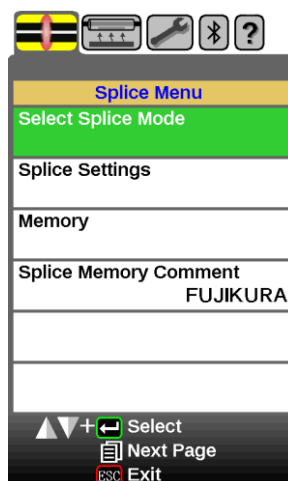 ?
Splice Menu
Select Splice Mode
Splice Settings
Memory
Splice Memory Comment
FUJIKURA
+ Select
Next Page
ESC Exit